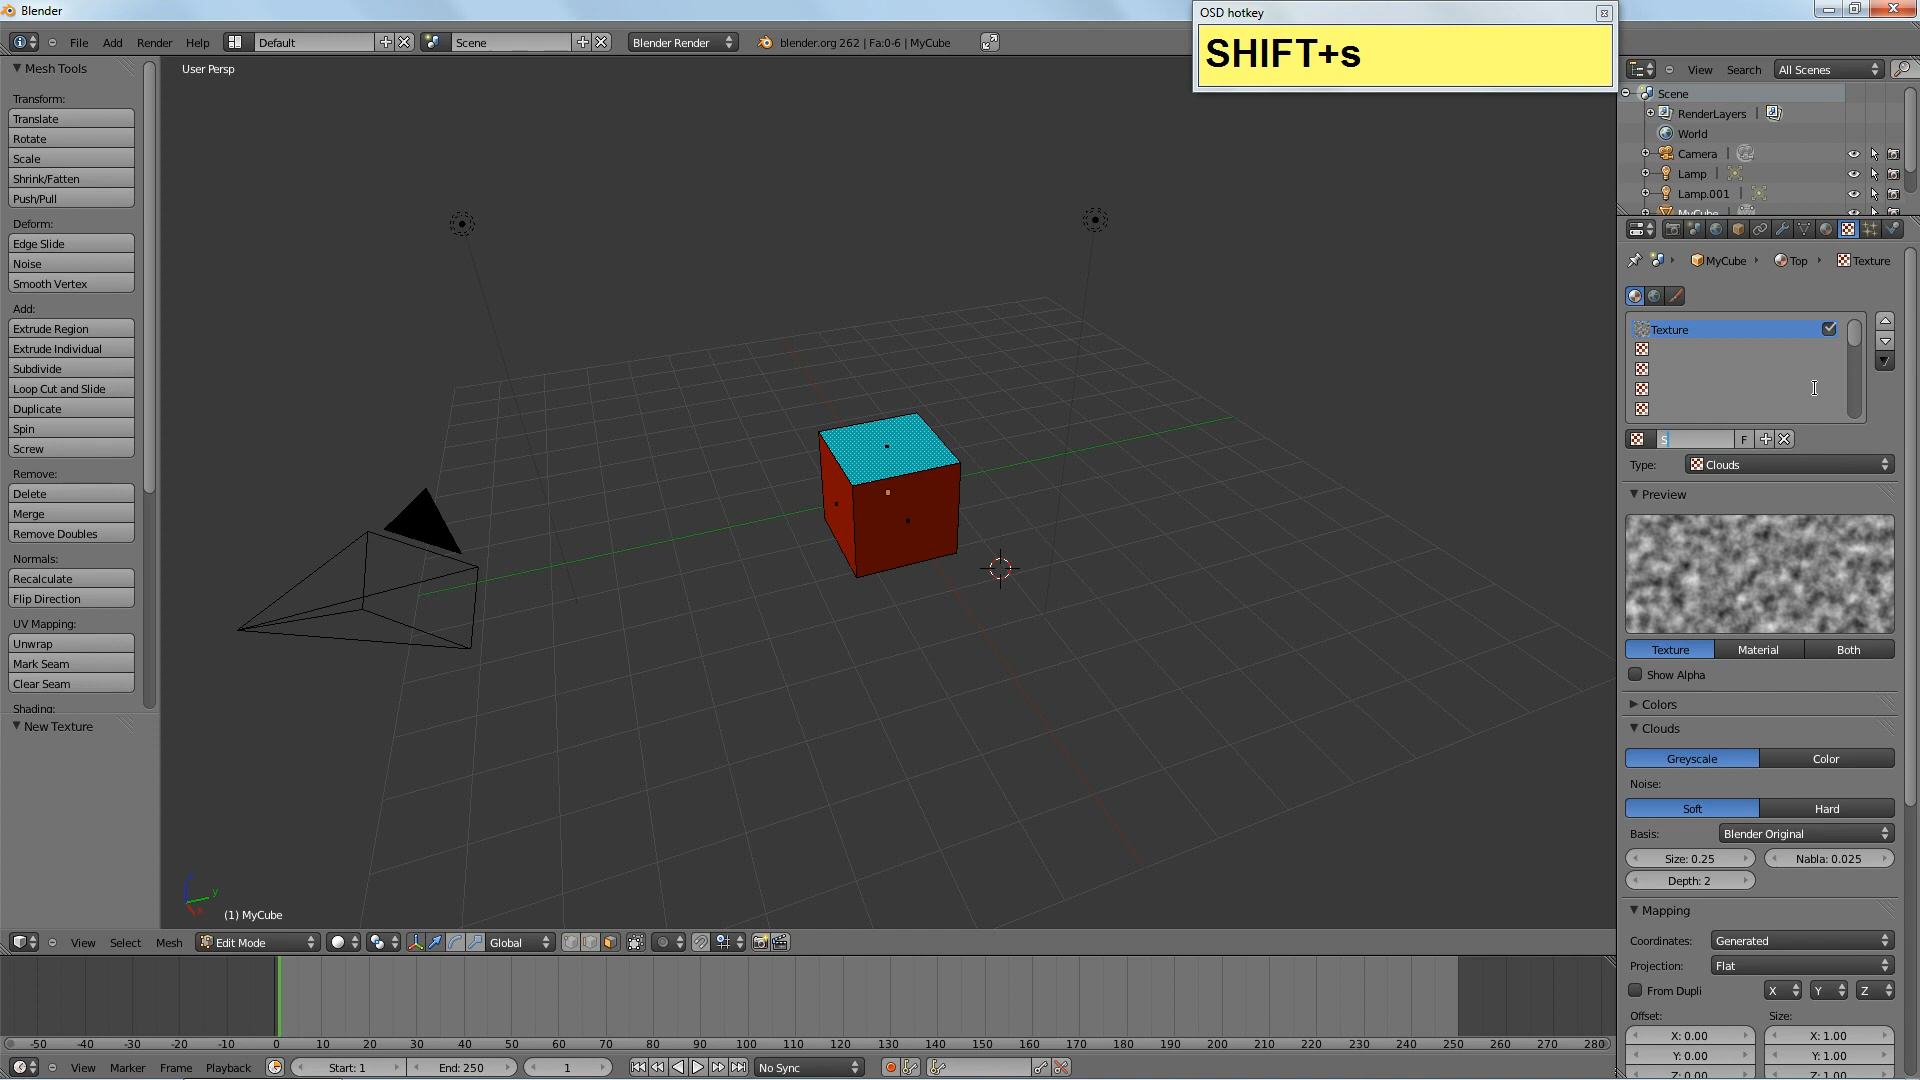 Blender
OSD hotkey
SHIFT+s
File Add Render Help
Default
Scene
Blender Render
blender.org 262 | Fa:0-6 | MyCube
Mesh Tools
Transform:
Translate
Rotate
Scale
Shrink/Fatten
Push/Pull
Deform:
Edge Slide
Noise
Smooth Vertex
Add:
Extrude Region
Extrude Individual
Subdivide
Loop Cut and Slide
Duplicate
Spin
Screw
Remove:
Delete
Merge
Remove Doubles
Normals:
Recalculate
Flip Direction
UV Mapping:
Unwrap
Mark Seam
Clear Seam
Shading:
New Texture
User Persp
y
(1) MyCube
View Search All Scenes
Scene
RenderLayers |
World
Camera |
Lamp |
Lamp.001 |
MyCube
MyCube Top Texture
Texture
S F
Type: Clouds
Preview
Texture Material Both
Show Alpha
Colors
Clouds
Greyscale Color
Noise:
Soft Hard
Basis: Blender Original
Size: 0.25 Nabla: 0.025
Depth: 2
Mapping
Coordinates: Generated
Projection: Flat
From Dupli X Y Z
Offset: Size:
X: 0.00 X: 1.00
Y: 0.00 Y: 1.00
Z: 0.00 Z: 1.00
View Select Mesh Edit Mode Global
-50 -40 -30 -20 -10 0 10 20 30 40 50 60 70 80 90 100 110 120 130 140 150 160 170 180 190 200 210 220 230 240 250 260 270 280
View Marker Frame Playback Start: 1 End: 250 1 No Sync